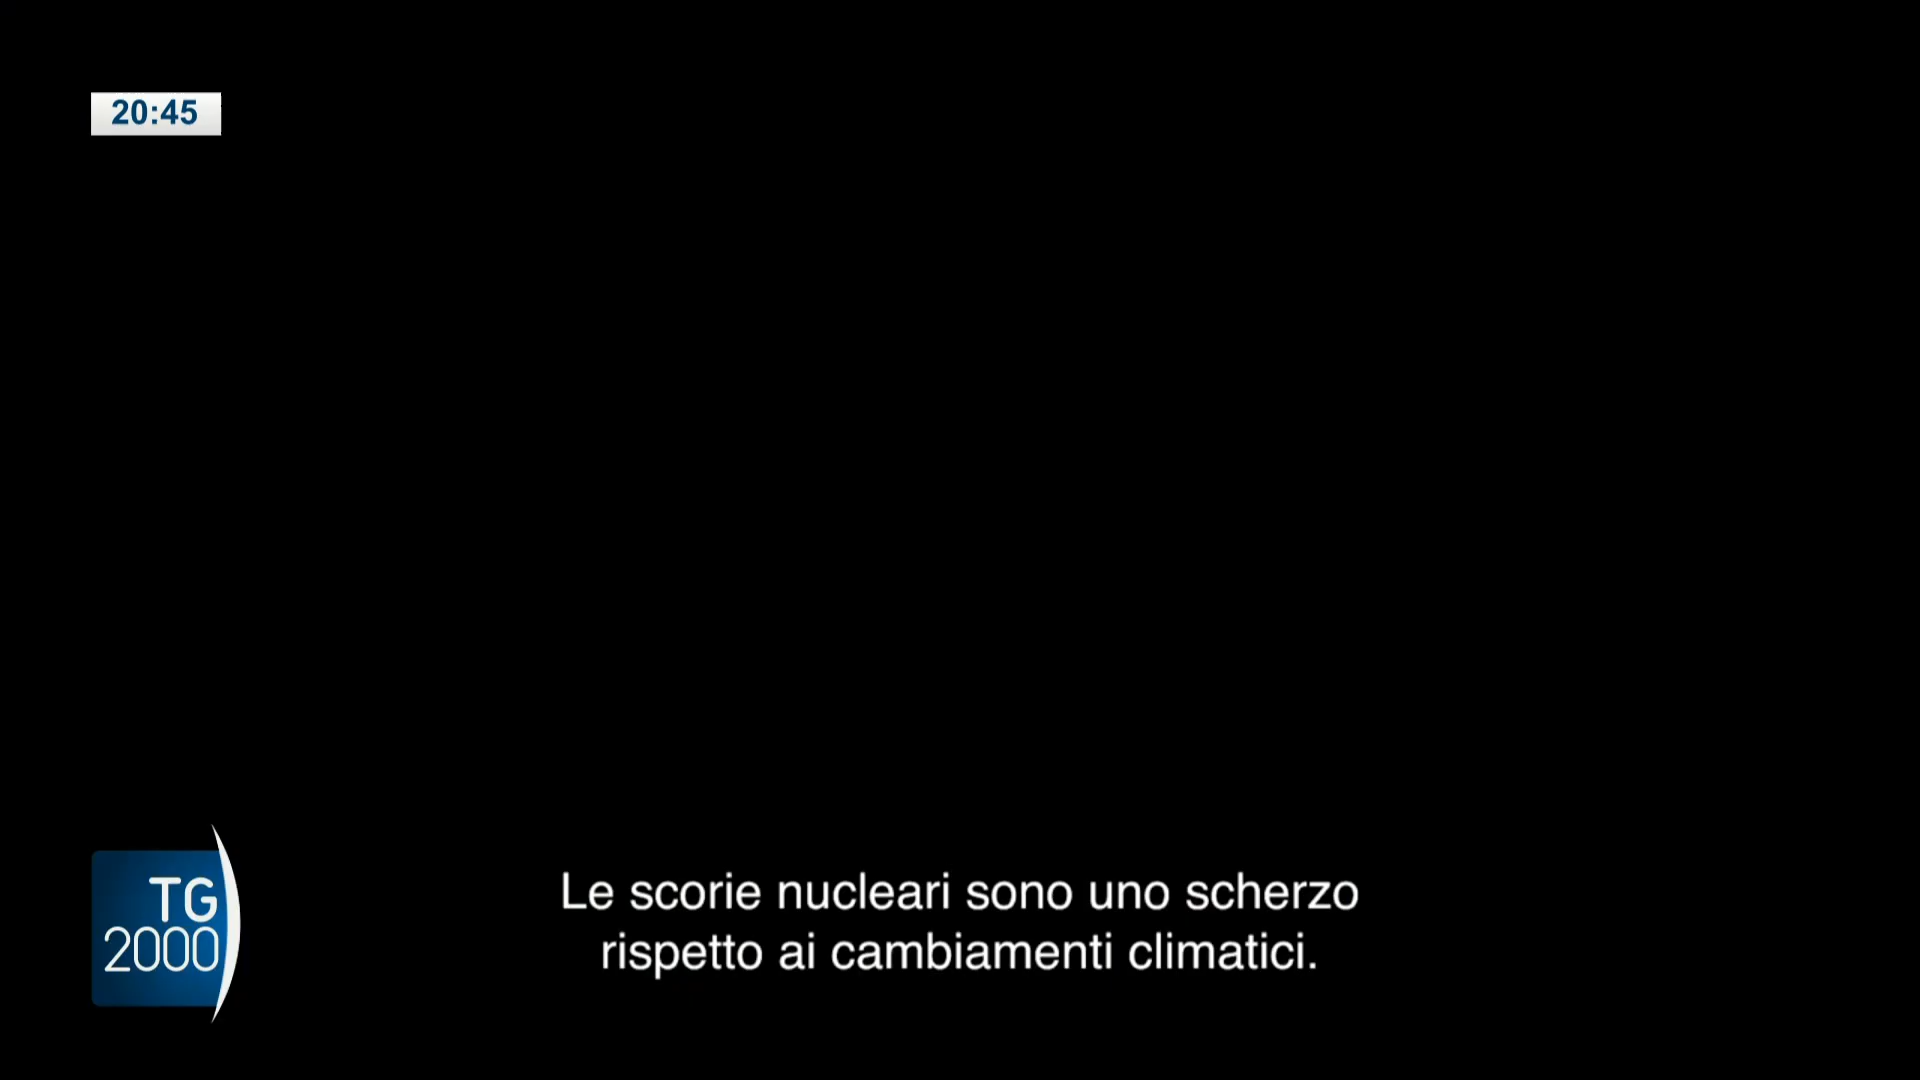 20:45
TG
2000
Le scorie nucleari sono uno scherzo
rispetto ai cambiamenti climatici.